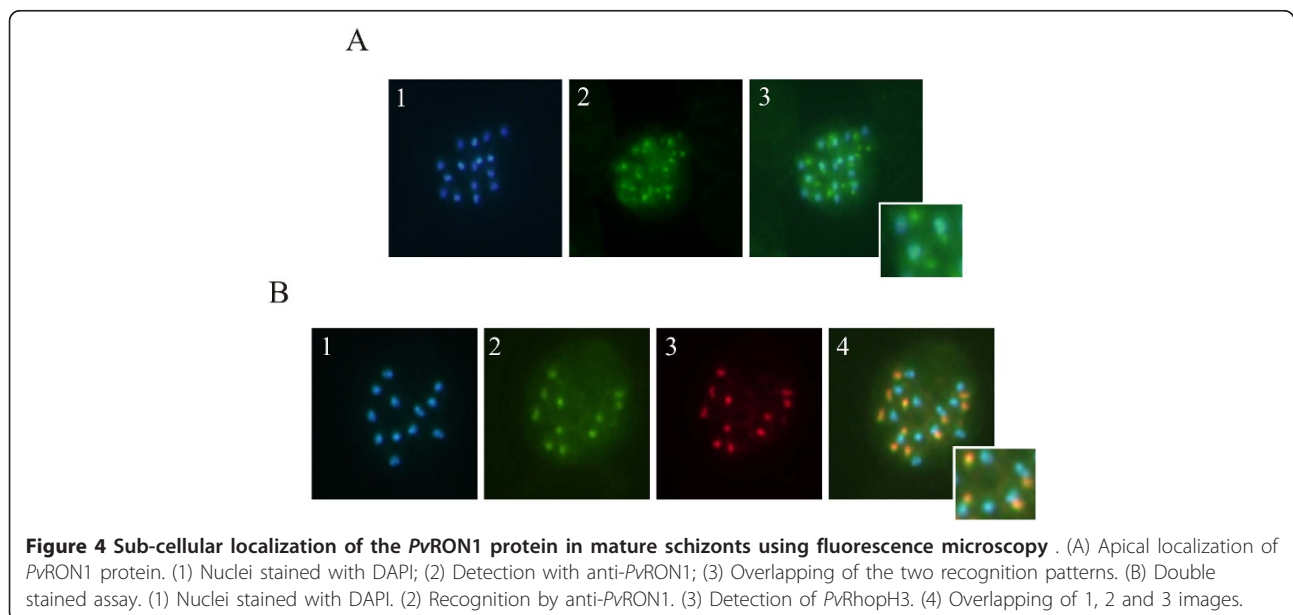 A
1
2
3
B
1
2
3
4
Figure 4 Sub-cellular localization of the PvRON1 protein in mature schizonts using fluorescence microscopy . (A) Apical localization of
PvRON1 protein. (1) Nuclei stained with DAPI; (2) Detection with anti-PvRON1; (3) Overlapping of the two recognition patterns. (B) Double
stained assay. (1) Nuclei stained with DAPI. (2) Recognition by anti-PvRON1. (3) Detection of PvRhopH3. (4) Overlapping of 1, 2 and 3 images.